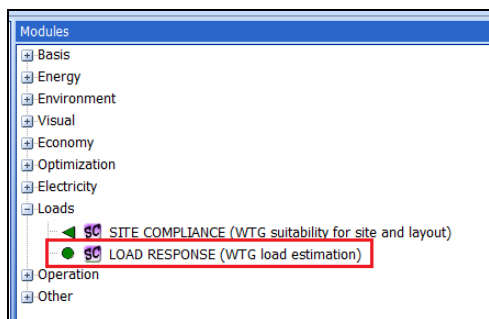 Modules
Basis
Energy
Environment
Visual
Economy
Optimization
Electricity
Loads
SC SITE COMPLIANCE (WTG suitability for site and layout)
SC LOAD RESPONSE (WTG load estimation)
Operation
Other